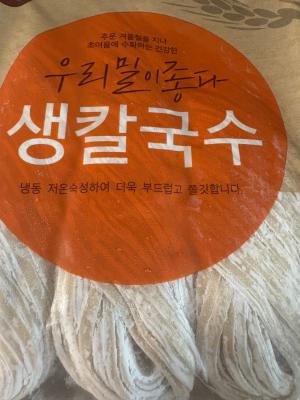 추운 겨울철을 지나
초여름에 수확하는 건강한
우리밀이좋다
생칼국수
냉동 저온숙성하여 더욱 부드럽고 쫄깃합니다.